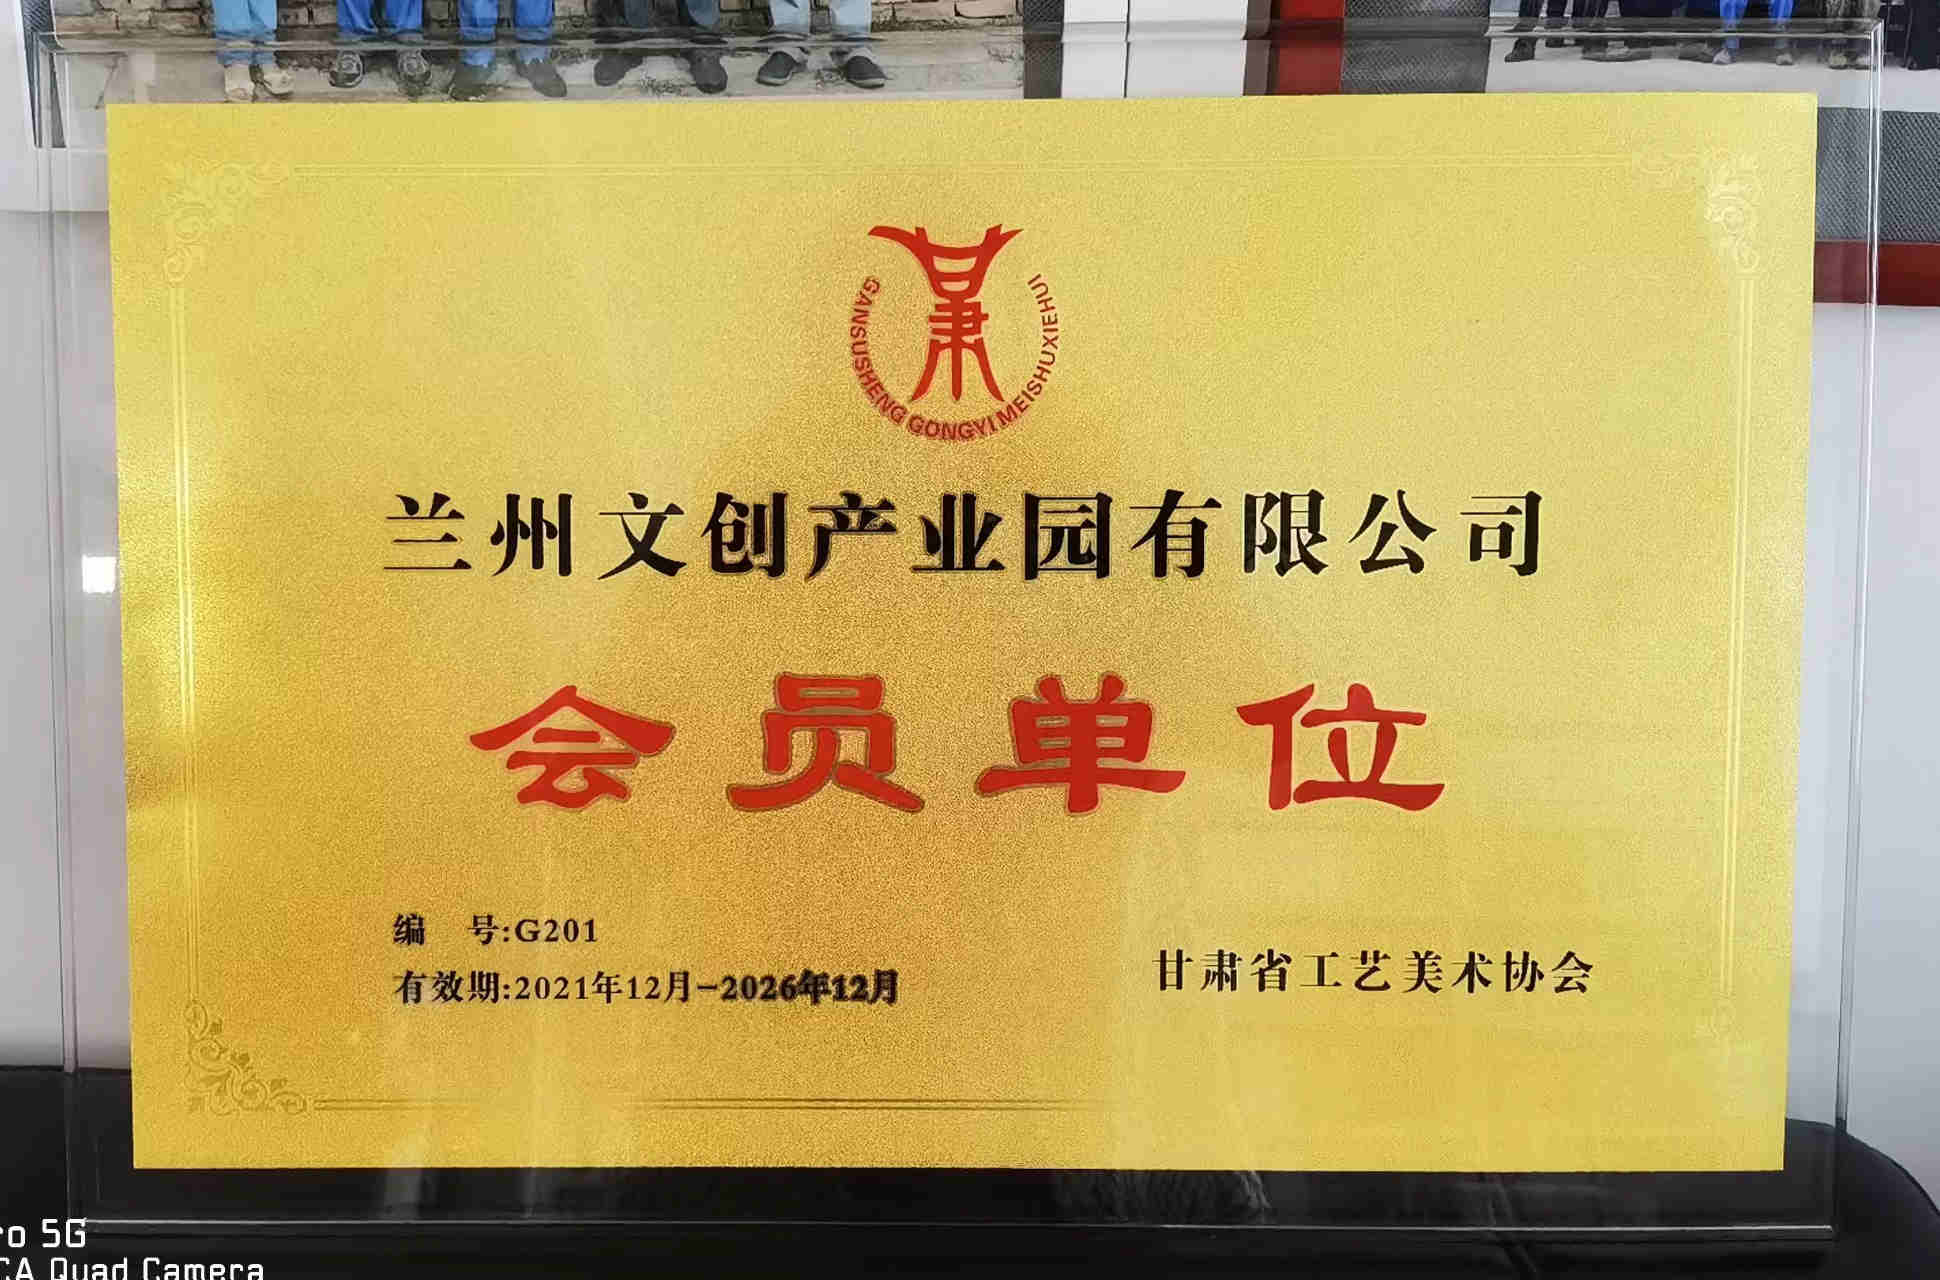 GANSUSHENG GONGYI MEISHUXIEHUI
兰州文创产业园有限公司
会员单位
编 号:G201
有效期:2021年12月-2026年12月
甘肃省工艺美术协会
ro 5G
CA Quad Camera